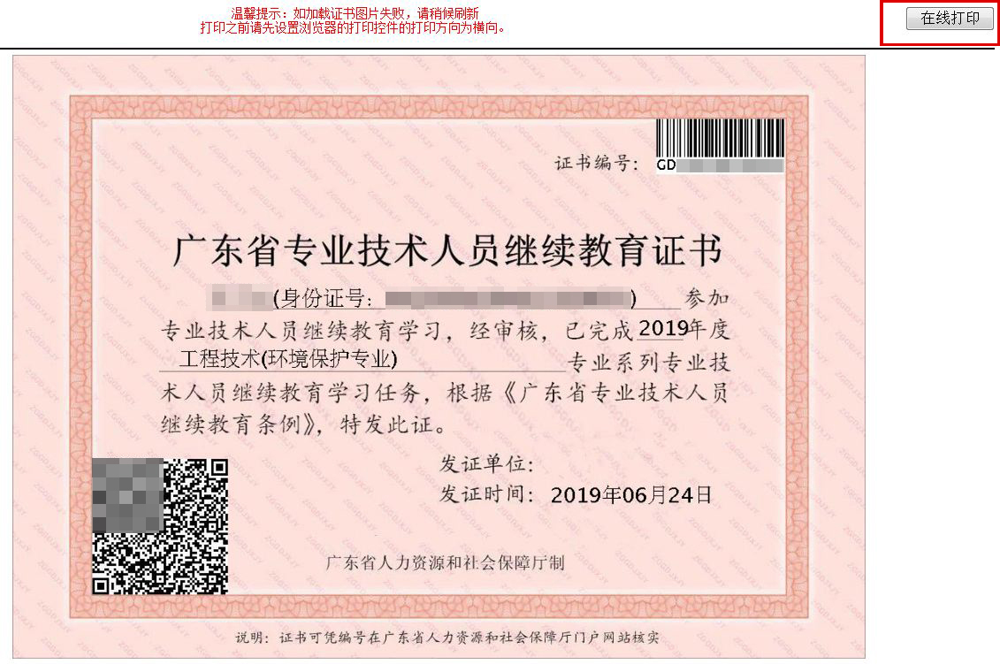 温馨提示：如加载证书图片失败，请稍候刷新
打印之前请先设置浏览器的打印控件的打印方向为横向。
在线打印
证书编号：GD
广东省专业技术人员继续教育证书
(身份证号： ) 参加
专业技术人员继续教育学习，经审核，已完成2019年度
工程技术(环境保护专业) 专业系列专业技
术人员继续教育学习任务，根据《广东省专业技术人员
继续教育条例》，特发此证。
发证单位：
发证时间：2019年06月24日
广东省人力资源和社会保障厅制
说明：证书可凭编号在广东省人力资源和社会保障厅门户网站核实